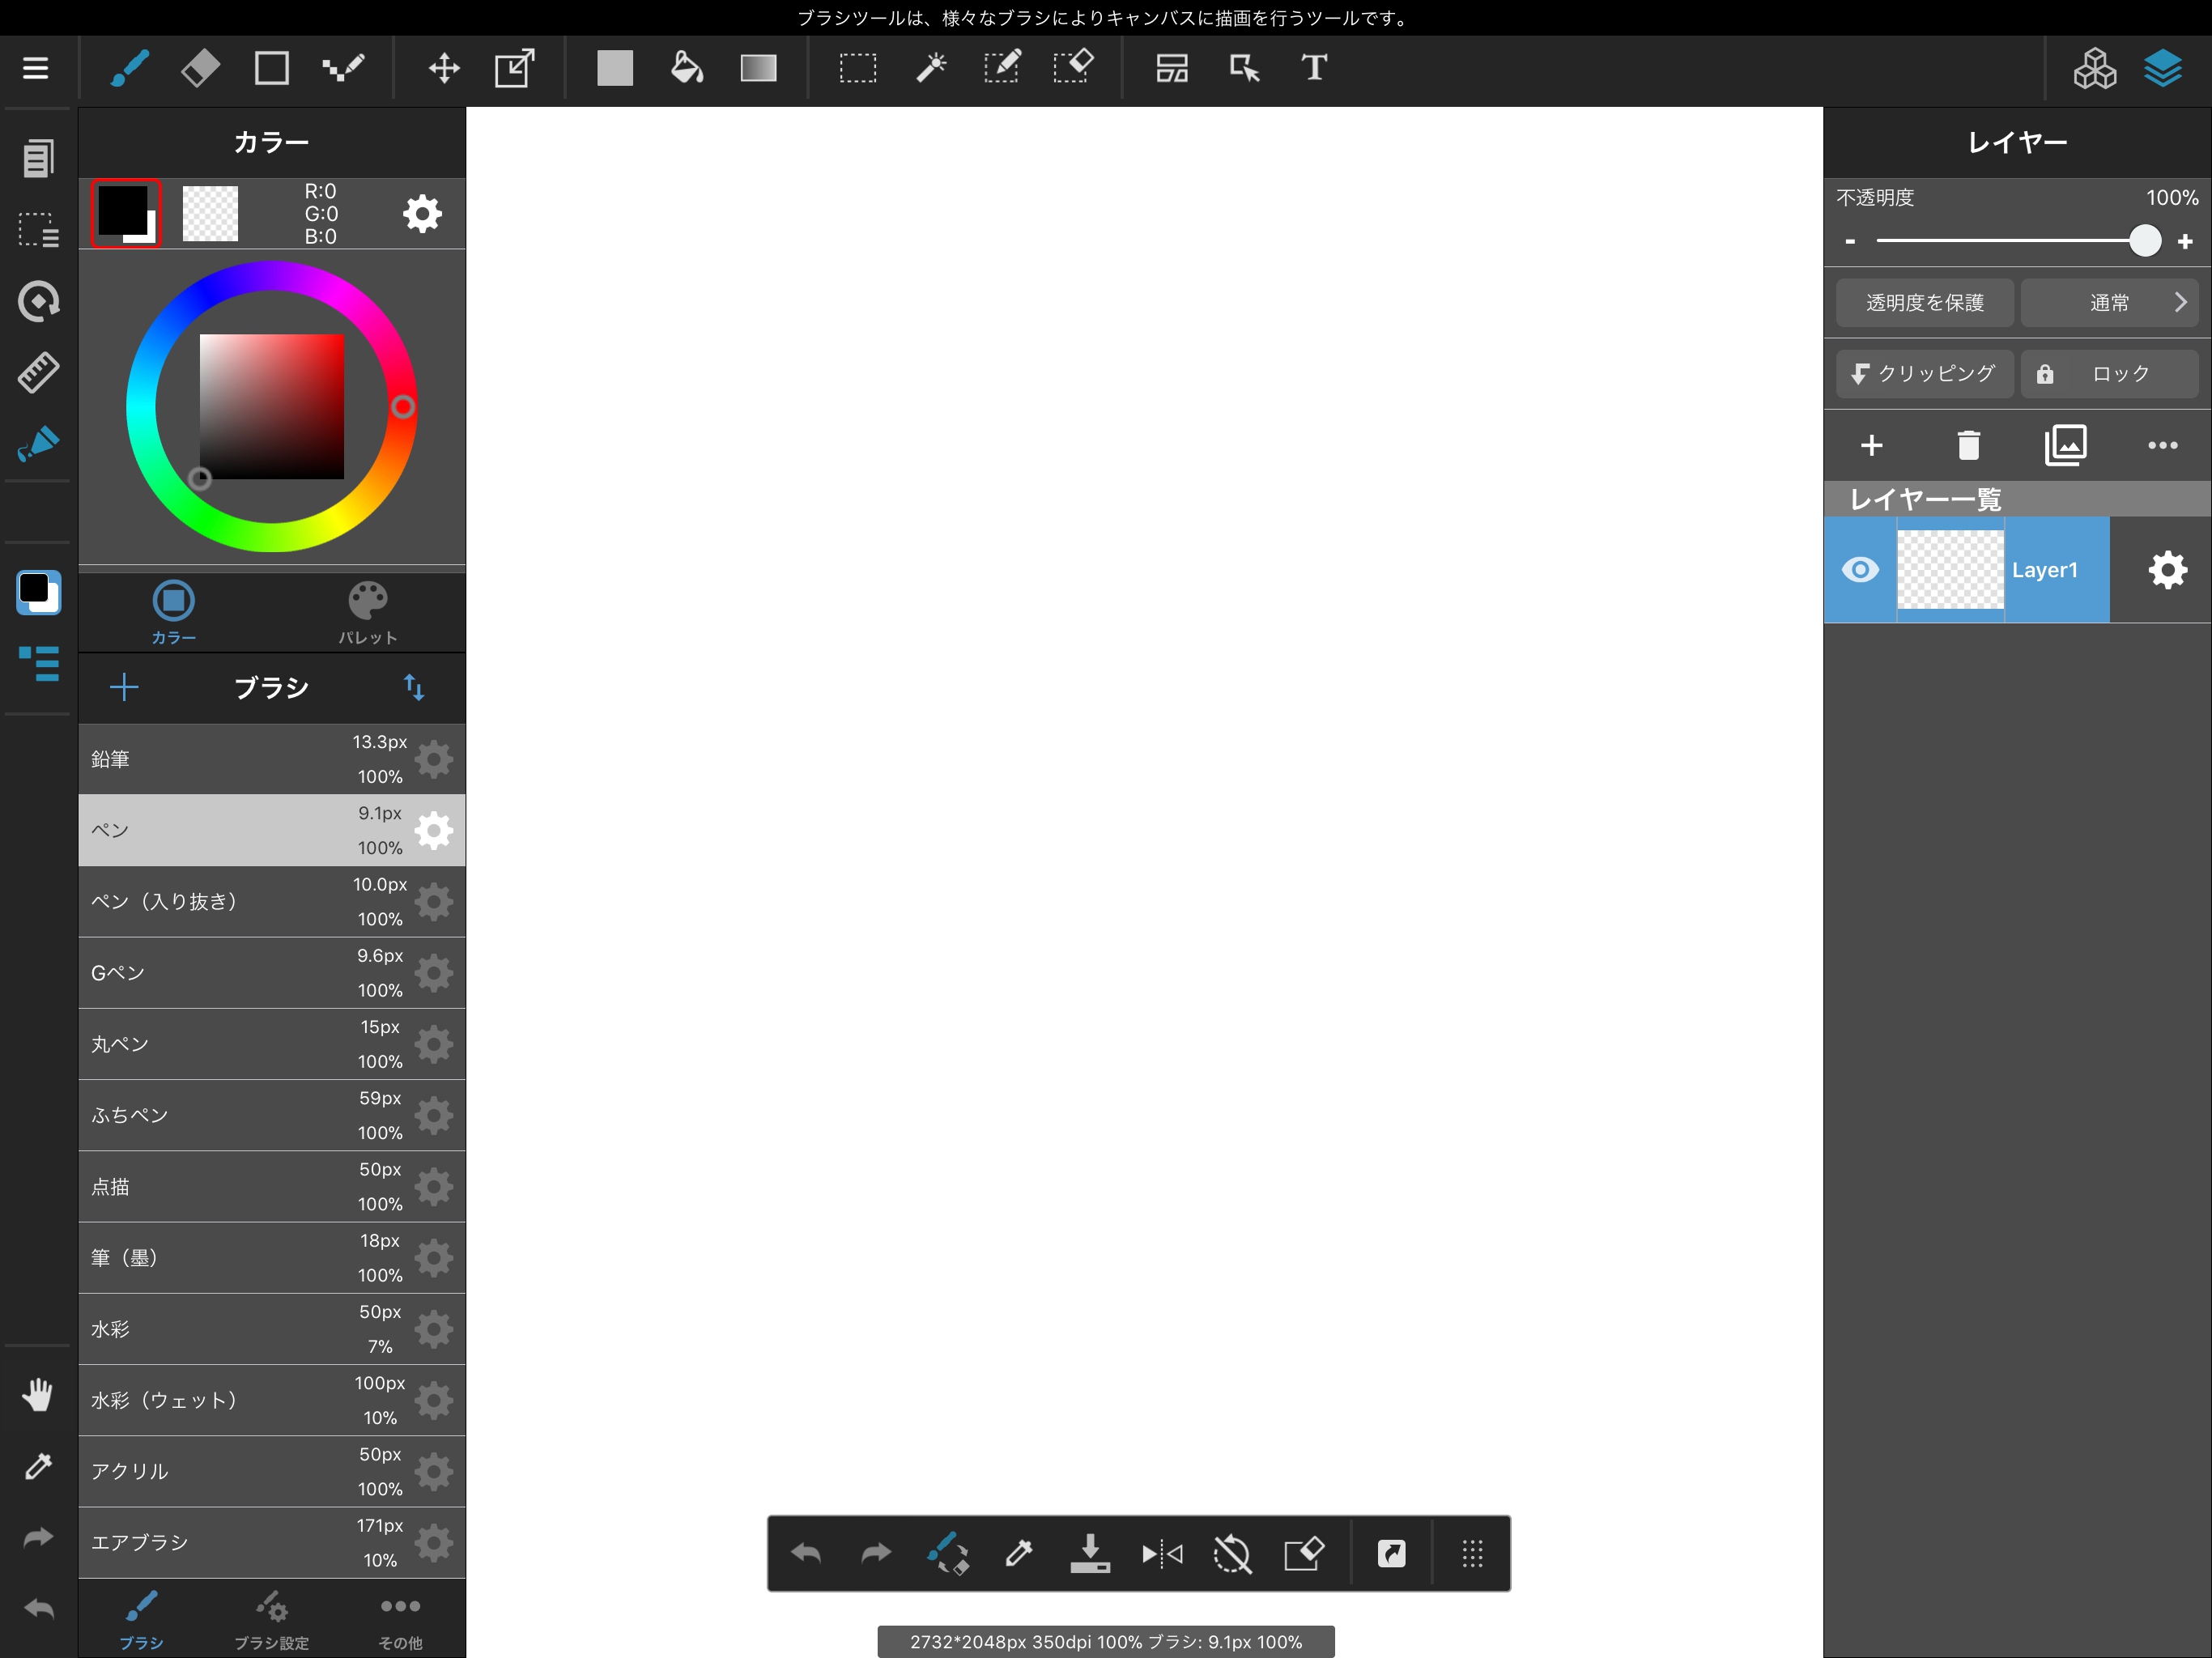 ブラシツールは、様々なブラシによりキャンバスに描画を行うツールです。
T
カラー
R:0
G:0
B:0
カラー
パレット
ブラシ
鉛筆
13.3px
100%
ペン
9.1px
100%
ペン（入り抜き）
10.0px
100%
Gペン
9.6px
100%
丸ペン
15px
100%
ふちペン
59px
100%
点描
50px
100%
筆（墨）
18px
100%
水彩
50px
7%
水彩（ウェット）
100px
10%
アクリル
50px
100%
エアブラシ
171px
10%
ブラシ
ブラシ設定
その他
レイヤー
不透明度
100%
- +
透明度を保護
通常
クリッピング
ロック
レイヤー一覧
Layer1
2732*2048px 350dpi 100% ブラシ: 9.1px 100%